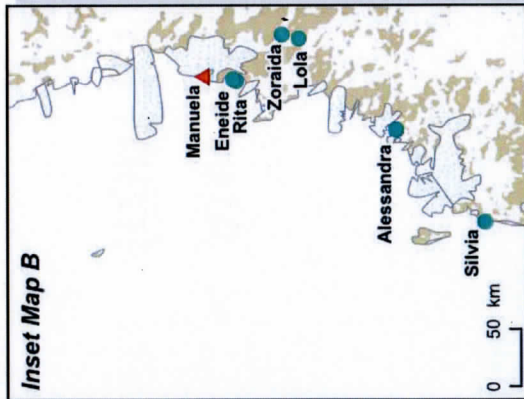 Inset Map B
Manuela
Eneide
Rita
Zoraida
Lola
Alessandra
Silvia
0 50 km